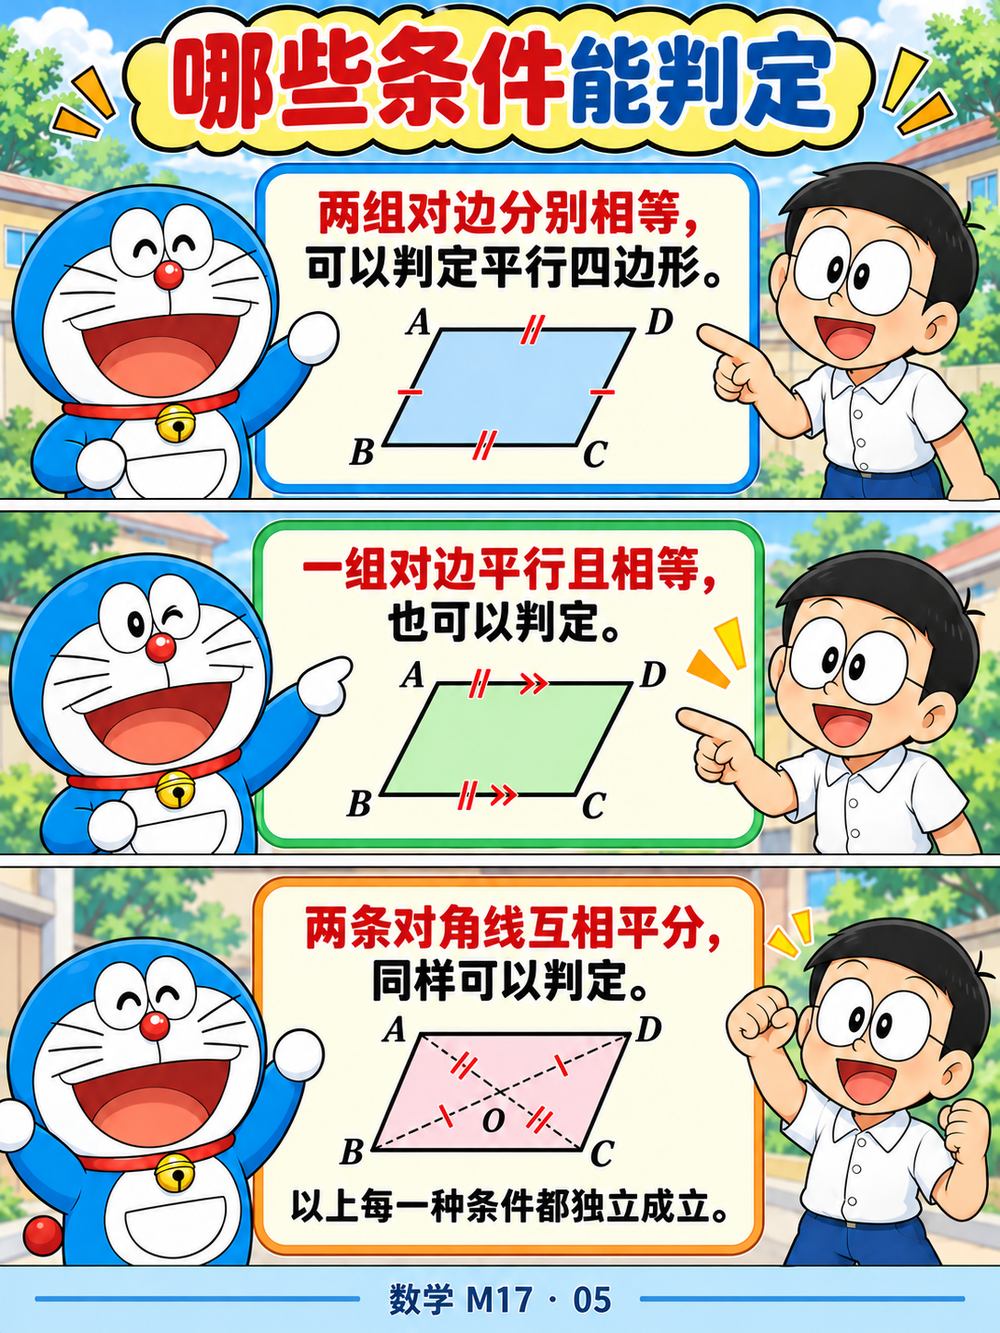 哪些条件能判定
两组对边分别相等，
可以判定平行四边形。
A
D
B
C
一组对边平行且相等，
也可以判定。
A
D
B
C
两条对角线互相平分，
同样可以判定。
A
D
O
B
C
以上每一种条件都独立成立。
数学 M17 · 05